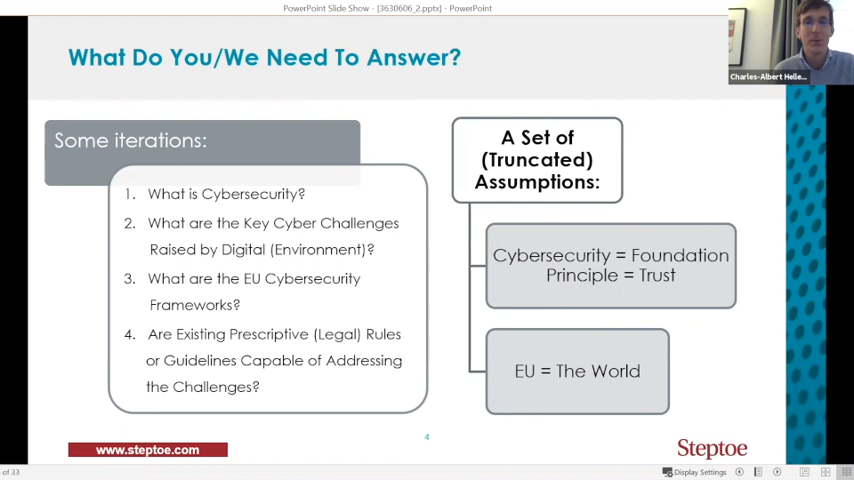 PowerPoint Slide Show - [3630606_2.pptx] - PowerPoint
What Do You/We Need To Answer?
Charles-Albert Helle...
Some iterations:
1. What is Cybersecurity?
2. What are the Key Cyber Challenges
Raised by Digital (Environment)?
3. What are the EU Cybersecurity
Frameworks?
4. Are Existing Prescriptive (Legal) Rules
or Guidelines Capable of Addressing
the Challenges?
A Set of
(Truncated)
Assumptions:
Cybersecurity = Foundation
Principle = Trust
EU = The World
4
www.steptoe.com
Steptoe
of 33
Display Settings